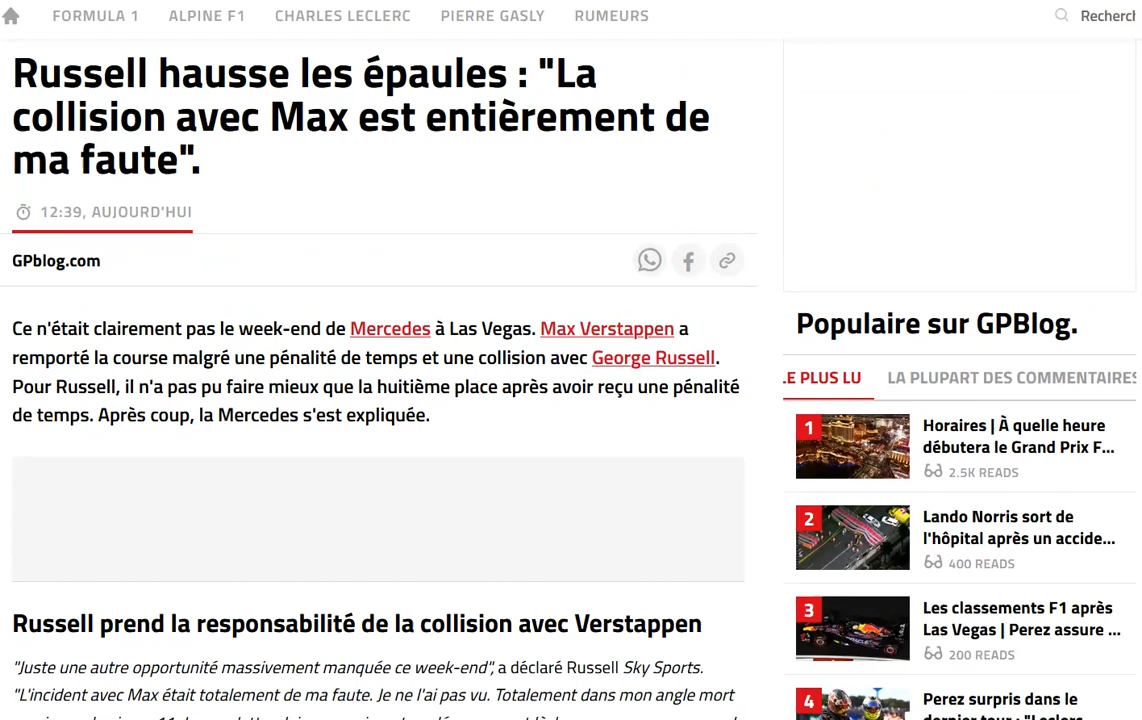 FORMULA 1 ALPINE F1 CHARLES LECLERC PIERRE GASLY RUMEURS
Russell hausse les épaules : "La
collision avec Max est entièrement de
ma faute".
12:39, AUJOURD'HUI
GPblog.com
Ce n'était clairement pas le week-end de Mercedes à Las Vegas. Max Verstappen a
remporté la course malgré une pénalité de temps et une collision avec George Russell.
Pour Russell, il n'a pas pu faire mieux que la huitième place après avoir reçu une pénalité
de temps. Après coup, la Mercedes s'est expliquée.
Russell prend la responsabilité de la collision avec Verstappen
"Juste une autre opportunité massivement manquée ce week-end", a déclaré Russell Sky Sports.
"L'incident avec Max était totalement de ma faute. Je ne l'ai pas vu. Totalement dans mon angle mort
Recherch
Populaire sur GPBlog.
LE PLUS LU LA PLUPART DES COMMENTAIRES
1
Horaires | À quelle heure
débutera le Grand Prix F...
2.5K READS
2
Lando Norris sort de
l'hôpital après un accide...
400 READS
3
Les classements F1 après
Las Vegas | Perez assure ...
200 READS
4
Perez surpris dans le
dernier tour : "Leclerc